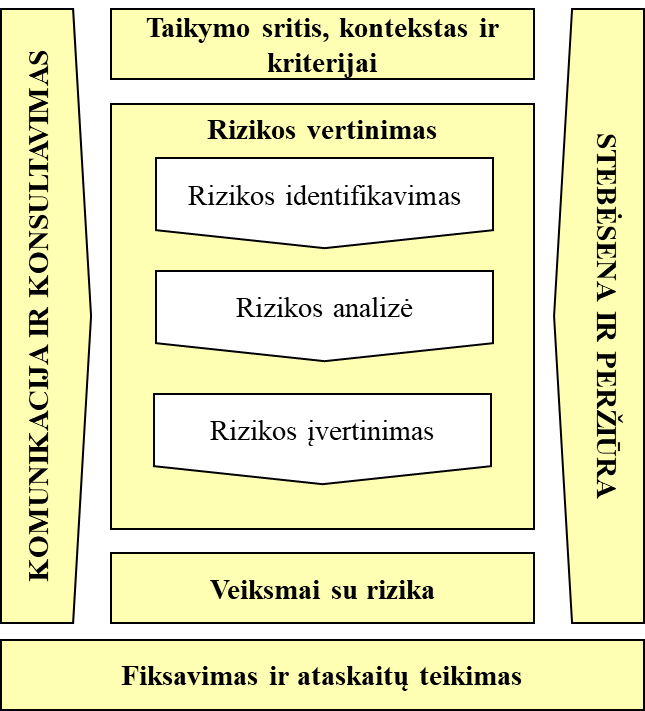 KOMUNIKACIJA IR KONSULTAVIMAS
Taikymo sritis, kontekstas ir
kriterijai
Rizikos vertinimas
Rizikos identifikavimas
Rizikos analizė
Rizikos įvertinimas
Veiksmai su rizika
STEBĖSENA IR PERŽIŪRA
Fiksavimas ir ataskaitų teikimas